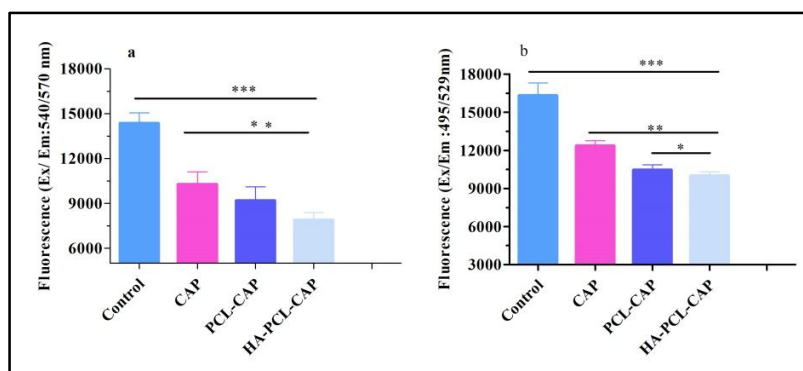 a
Fluorescence (Ex/ Em:540/570 nm)
18000
15000
12000
9000
6000
***
* *
Control
CAP
PCL-CAP
HA-PCL-CAP
b
Fluorescence (Ex/Em :495/529nm)
18000
15000
12000
9000
6000
3000
***
**
*
Control
CAP
PCL-CAP
HA-PCL-CAP